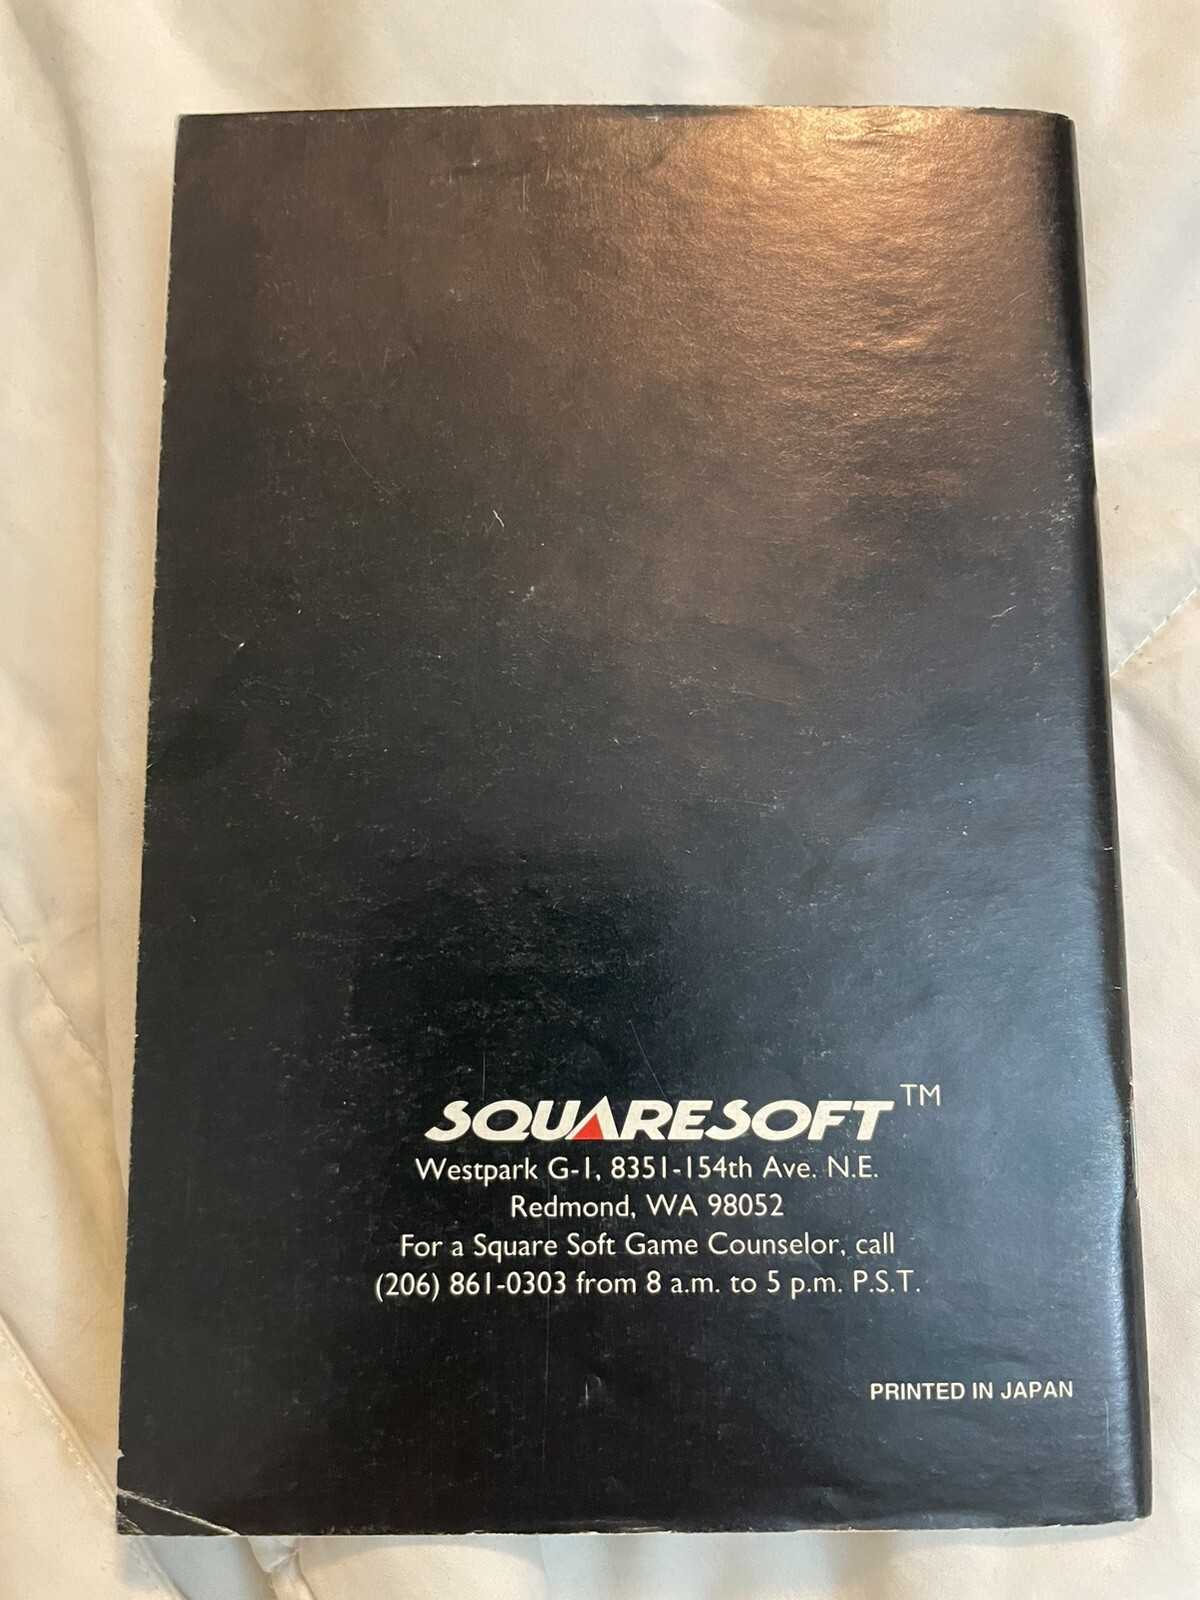 SQUARESOFT™
Westpark G-1, 8351-154th Ave. N.E.
Redmond, WA 98052
For a Square Soft Game Counselor, call
(206) 861-0303 from 8 a.m. to 5 p.m. P.S.T.
PRINTED IN JAPAN